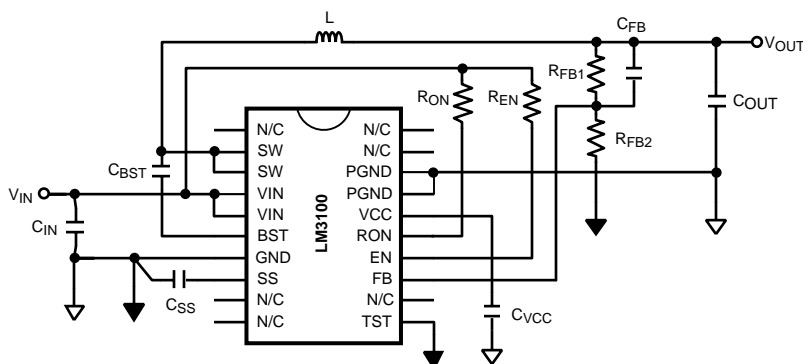 L
CFB
VOUT
RFB1
RON
REN
COUT
RFB2
CBST
VIN
CIN
CSS
CVCC
LM3100
N/C
SW
SW
VIN
VIN
BST
GND
SS
N/C
N/C
N/C
N/C
PGND
PGND
VCC
RON
EN
FB
N/C
TST